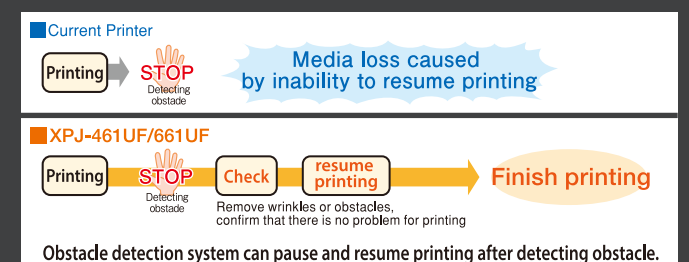 Current Printer
Printing
STOP
Detecting
obstade
Media loss caused
by inability to resume printing
XPJ-461UF/661UF
Printing
STOP
Detecting
obstade
Check
resume
printing
Remove wrinkles or obstacles,
confirm that there is no problem for printing
Finish printing
Obstacle detection system can pause and resume printing after detecting obstacle.